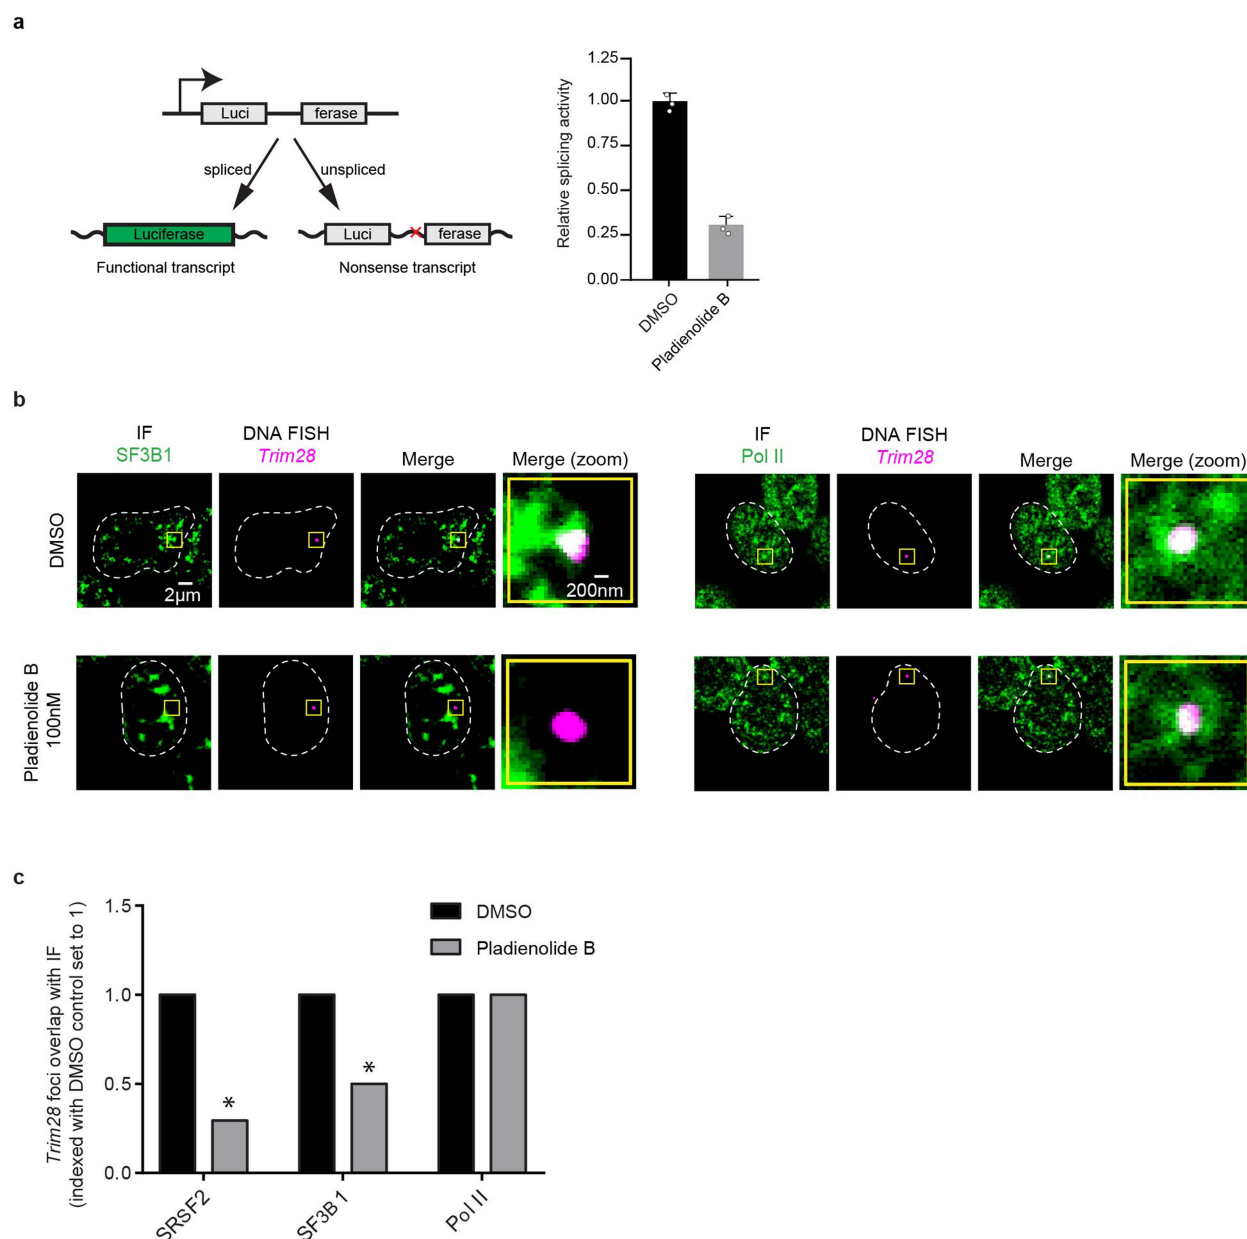 a
Luci
ferase
spliced
unspliced
Luciferase
Luci
ferase
Functional transcript
Nonsense transcript
Relative splicing activity
1.25
1.00
0.75
0.50
0.25
0.00
DMSO
Pladienolide B
b
IF
SF3B1
DNA FISH
Trim28
Merge
Merge (zoom)
IF
Pol II
DNA FISH
Trim28
Merge
Merge (zoom)
DMSO
2µm
200nm
Pladienolide B
100nM
c
Trim28 foci overlap with IF
(indexed with DMSO control set to 1)
1.5
1.0
0.5
0.0
DMSO
Pladienolide B
*
*
SRSF2
SF3B1
Pol II